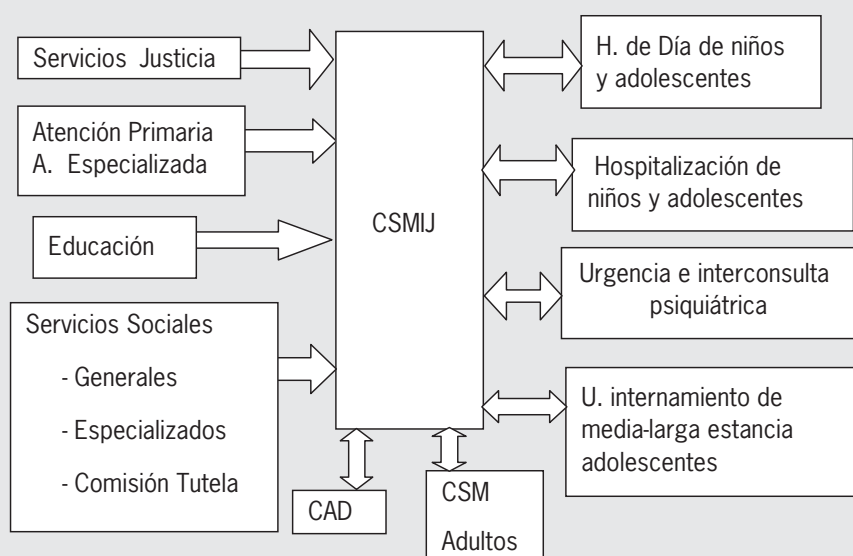 Servicios Justicia
Atención Primaria
A. Especializada
Educación
Servicios Sociales
- Generales
- Especializados
- Comisión Tutela
CSMIJ
CAD
CSM
Adultos
H. de Día de niños
y adolescentes
Hospitalización de
niños y adolescentes
Urgencia e interconsulta
psiquiátrica
U. internamiento de
media-larga estancia
adolescentes